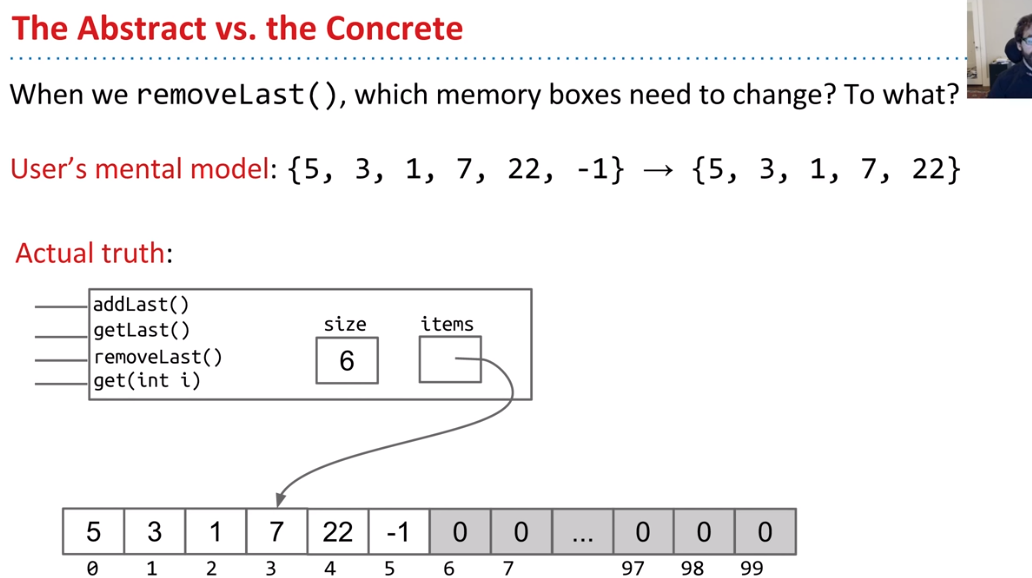 The Abstract vs. the Concrete
When we removeLast(), which memory boxes need to change? To what?
User's mental model: {5, 3, 1, 7, 22, -1} → {5, 3, 1, 7, 22}
Actual truth:
addLast()
getLast()
removeLast()
get(int i)
size
items
6
5 3 1 7 22 -1 0 0 ... 0 0 0
0 1 2 3 4 5 6 7 97 98 99